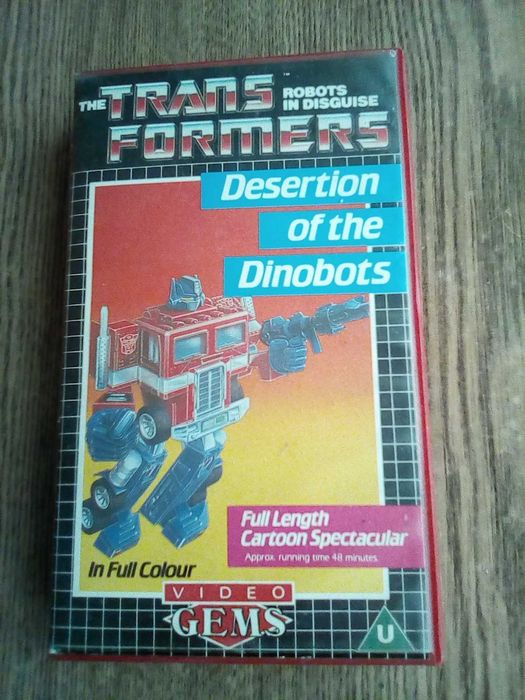 THE TRANS FORMERS
™
ROBOTS
IN DISGUISE
Desertion
of the
Dinobots
Full Length
Cartoon Spectacular
Approx. running time 48 minutes.
In Full Colour
VIDEO
GEMS
U